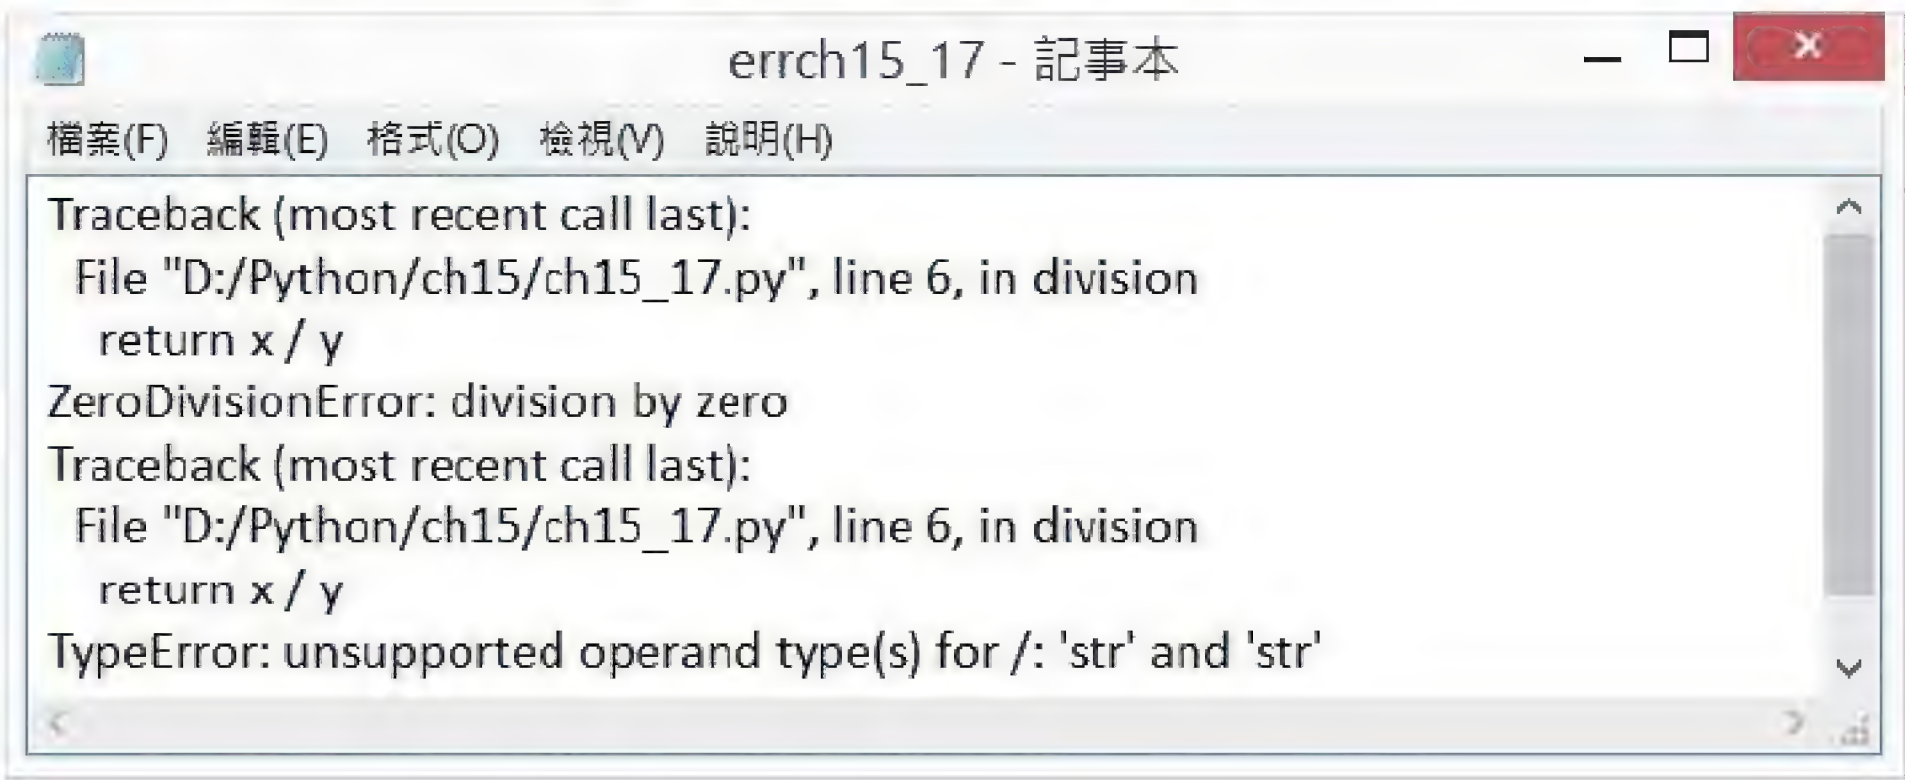 errch15_17 - 記事本
檔案(F) 編輯(E) 格式(O) 檢視(V) 說明(H)
Traceback (most recent call last):
File "D:/Python/ch15/ch15_17.py", line 6, in division
return x / y
ZeroDivisionError: division by zero
Traceback (most recent call last):
File "D:/Python/ch15/ch15_17.py", line 6, in division
return x / y
TypeError: unsupported operand type(s) for /: 'str' and 'str'